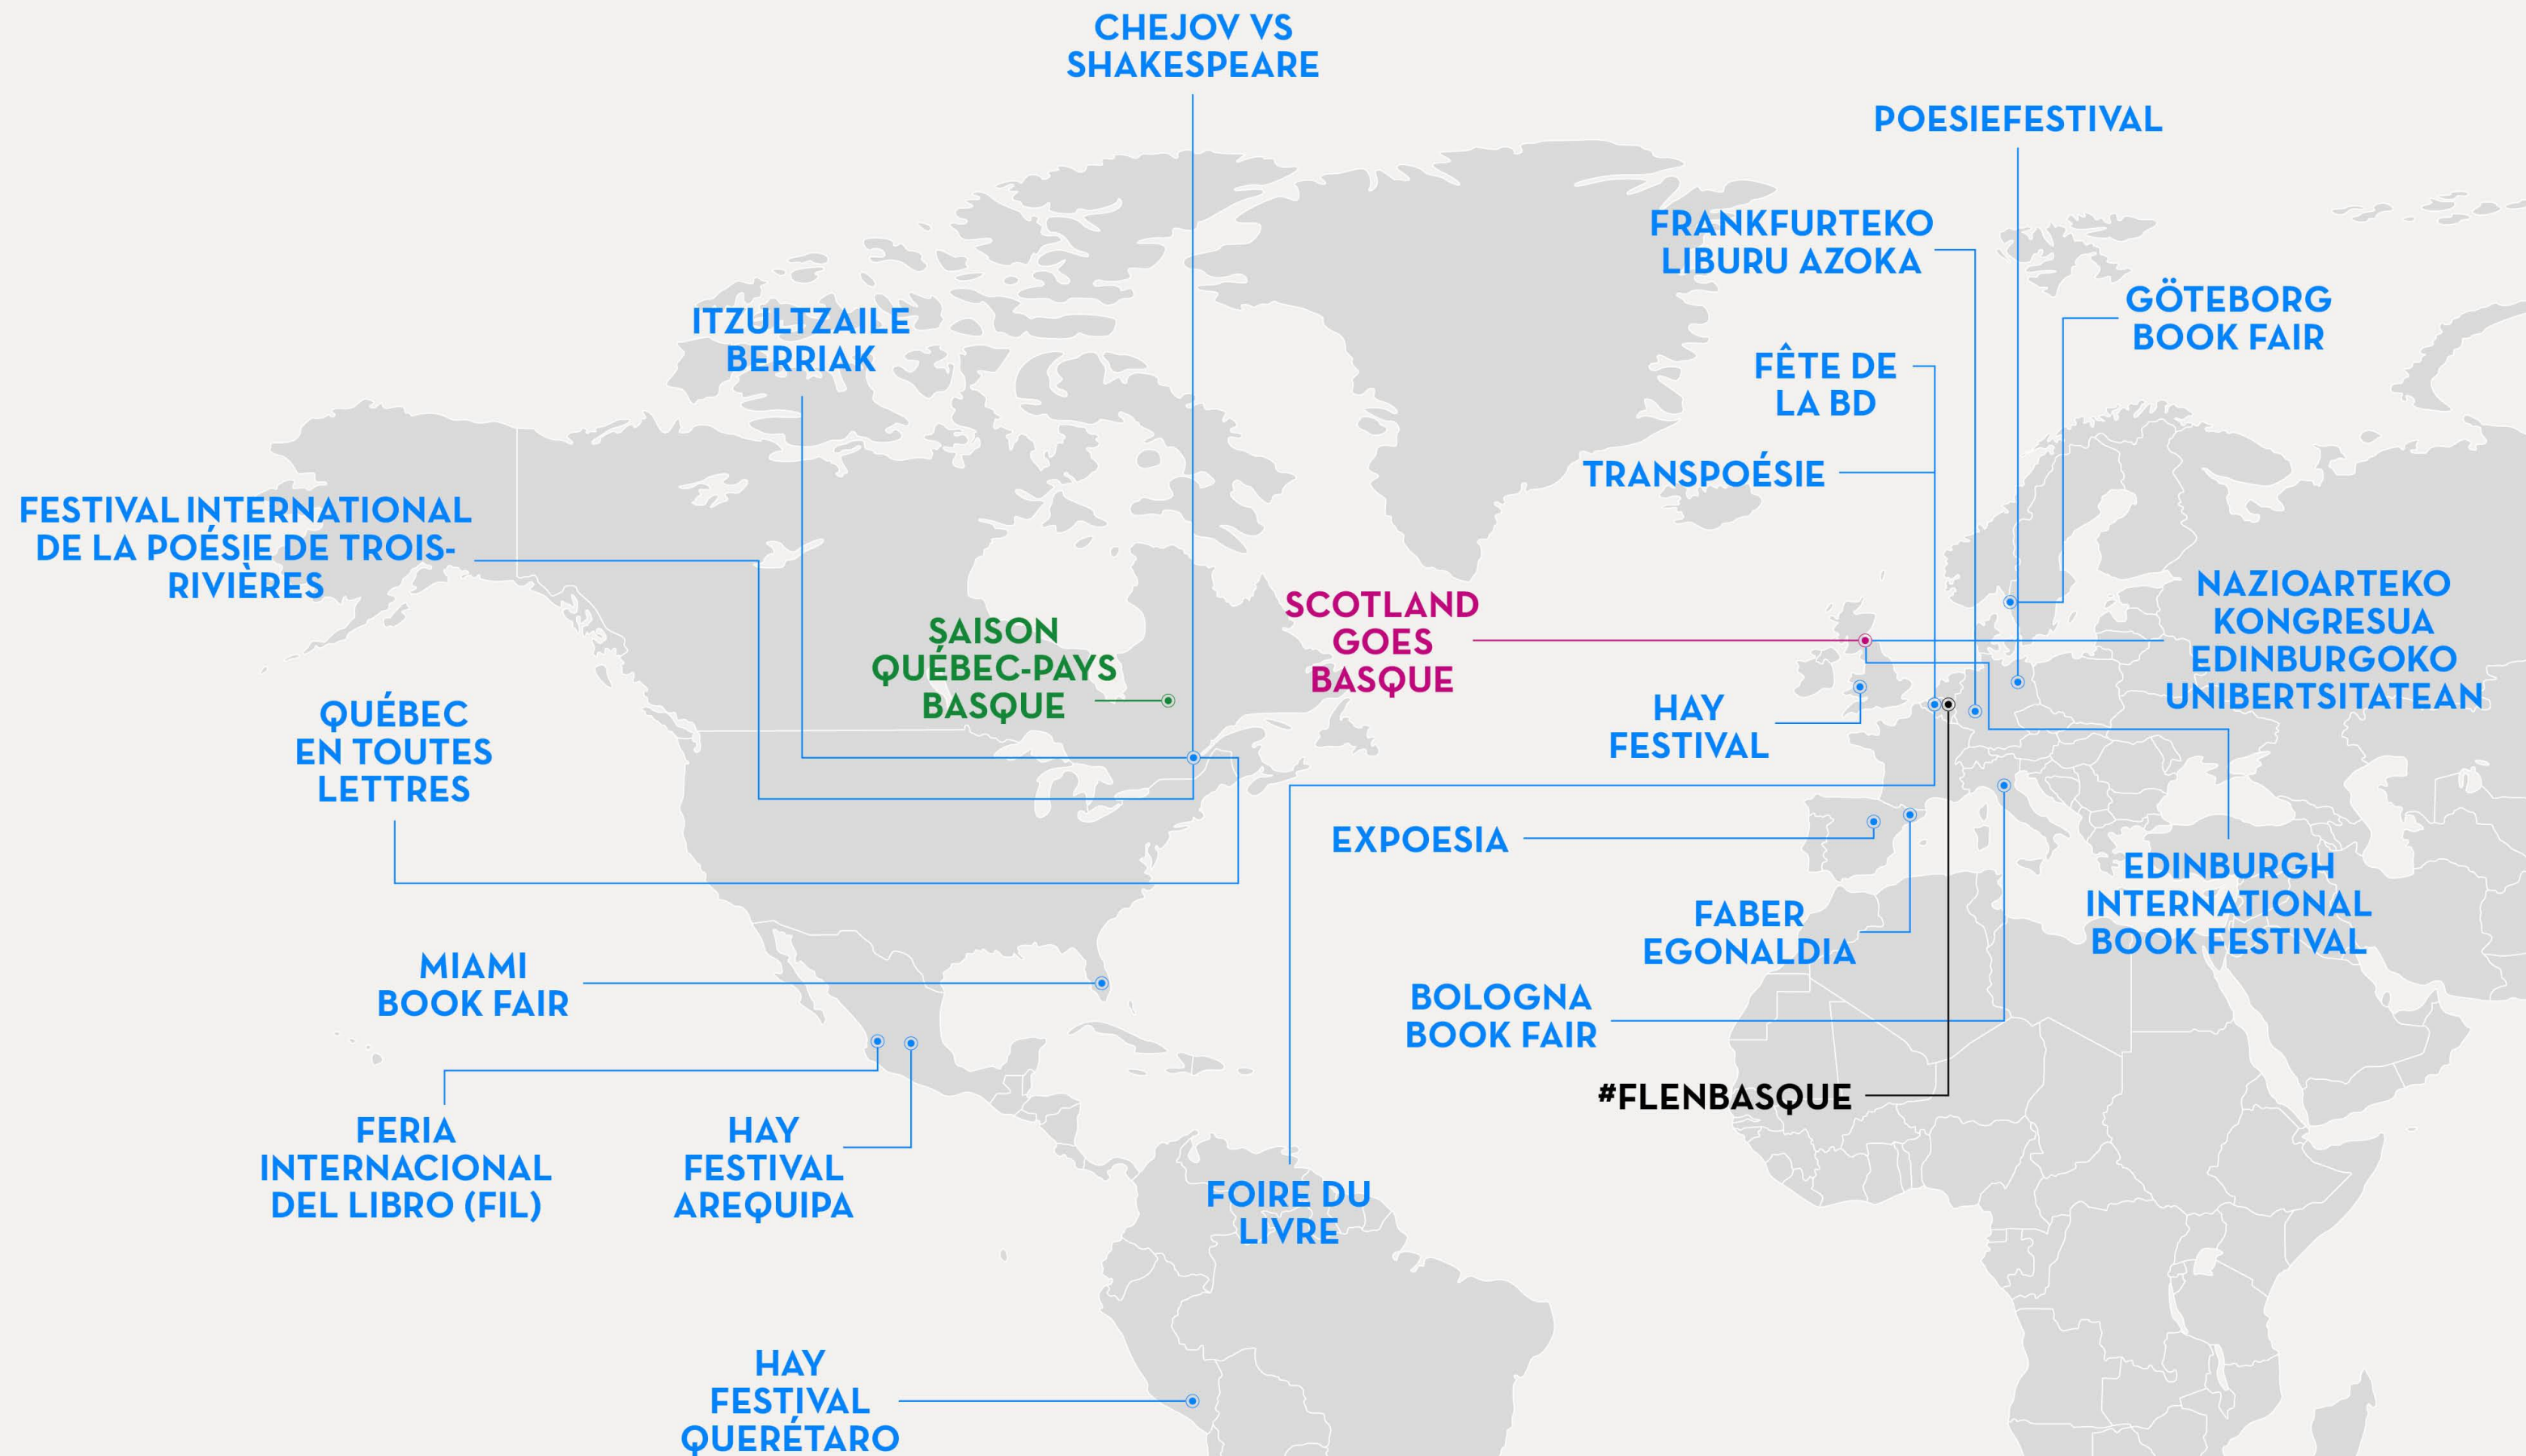 CHEJOV VS
SHAKESPEARE
POESIEFESTIVAL
FRANKFURTEKO
LIBURU AZOKA
GÖTEBORG
BOOK FAIR
ITZULTZAILE
BERRIAK
FÊTE DE
LA BD
TRANSPOÉSIE
FESTIVAL INTERNATIONAL
DE LA POÉSIE DE TROIS-
RIVIÈRES
SAISON
QUÉBEC-PAYS
BASQUE
SCOTLAND
GOES
BASQUE
NAZIOARTEKO
KONGRESUA
EDINBURGOKO
UNIBERTSITATEAN
QUÉBEC
EN TOUTES
LETTRES
HAY
FESTIVAL
EXPOESIA
EDINBURGH
INTERNATIONAL
BOOK FESTIVAL
FABER
EGONALDIA
MIAMI
BOOK FAIR
BOLOGNA
BOOK FAIR
#FLENBASQUE
FERIA
INTERNACIONAL
DEL LIBRO (FIL)
HAY
FESTIVAL
AREQUIPA
FOIRE DU
LIVRE
HAY
FESTIVAL
QUERÉTARO